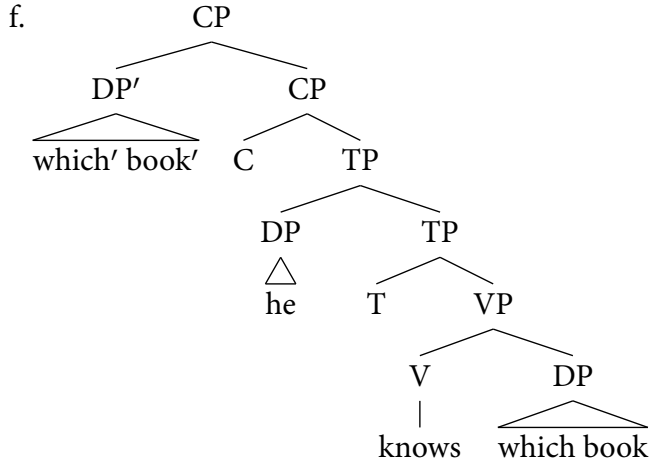 f. CP
DP′ CP
which′ book′ C TP
DP TP
he T VP
V DP
knows which book